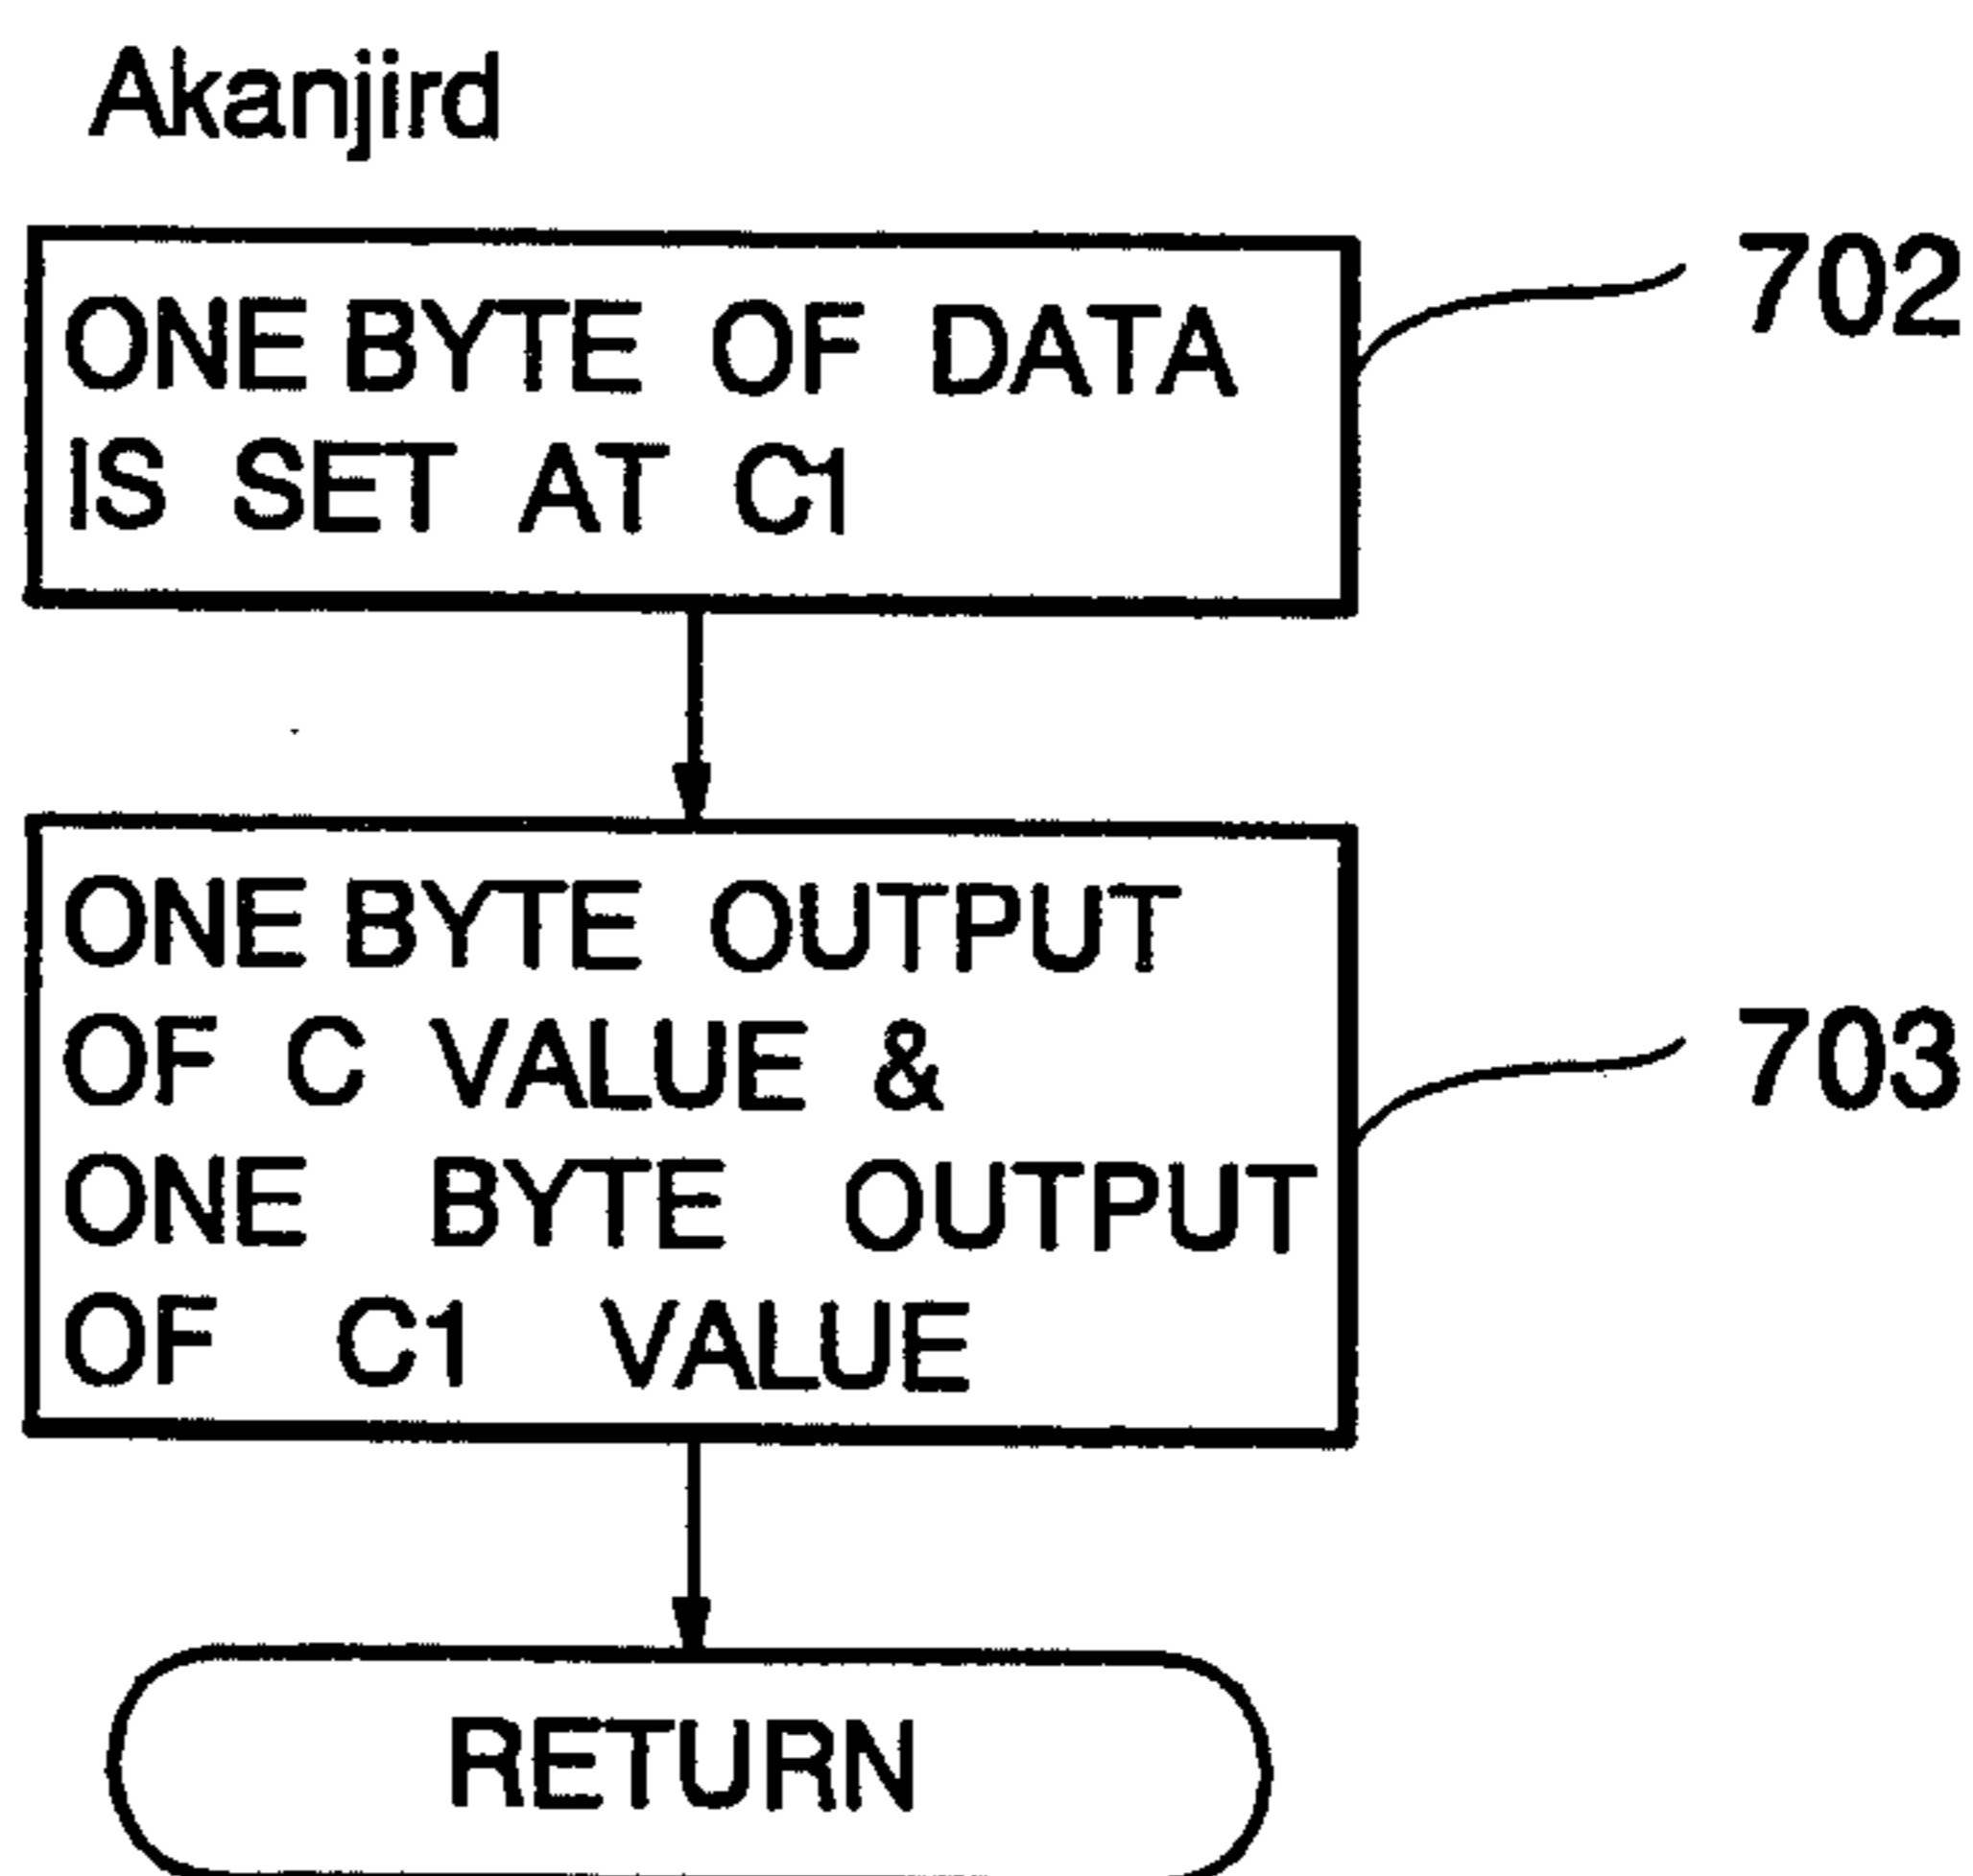 Akanjird
ONE BYTE OF DATA
IS SET AT C1
702
ONE BYTE OUTPUT
OF C VALUE &
ONE BYTE OUTPUT
OF C1 VALUE
703
RETURN